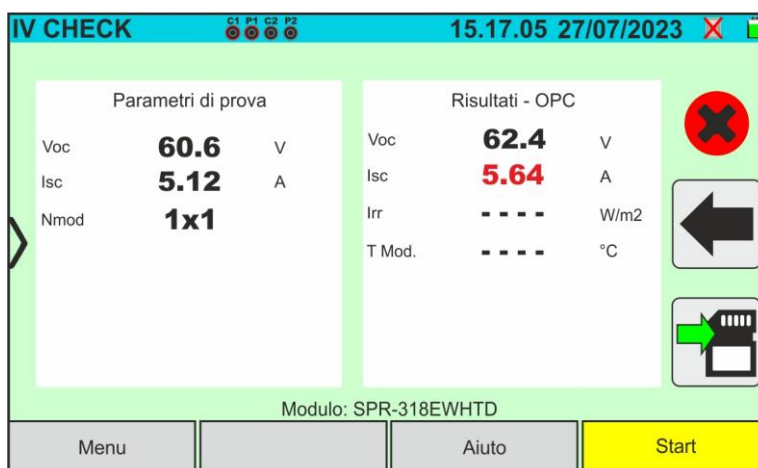 IV CHECK C1 P1 C2 P2 15.17.05 27/07/2023
Parametri di prova
Voc 60.6 V
Isc 5.12 A
Nmod 1x1
Risultati - OPC
Voc 62.4 V
Isc 5.64 A
Irr - - - - W/m2
T Mod. - - - - °C
Modulo: SPR-318EWHTD
Menu Aiuto Start